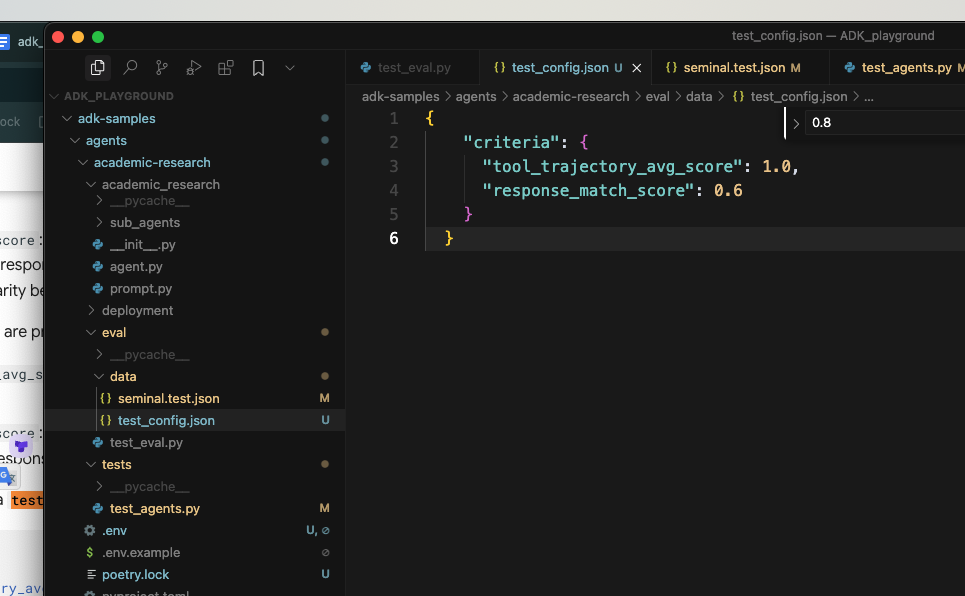 adk_
test_config.json — ADK_playground
test_eval.py
{} test_config.json U
{} seminal.test.json M
test_agents.py M
adk-samples > agents > academic-research > eval > data > {} test_config.json > ...
> 0.8
ADK_PLAYGROUND
adk-samples
agents
academic-research
academic_research
__pycache__
sub_agents
__init__.py
agent.py
prompt.py
deployment
eval
__pycache__
data
{} seminal.test.json M
{} test_config.json U
test_eval.py
tests
__pycache__
test_agents.py M
.env U,
$ .env.example
poetry.lock U
pyproject.toml
1 {
2 "criteria": {
3 "tool_trajectory_avg_score": 1.0,
4 "response_match_score": 0.6
5 }
6 }
ock
score:
respon
arity be
are pr
_avg_s
score:
espons
a test
ry_av